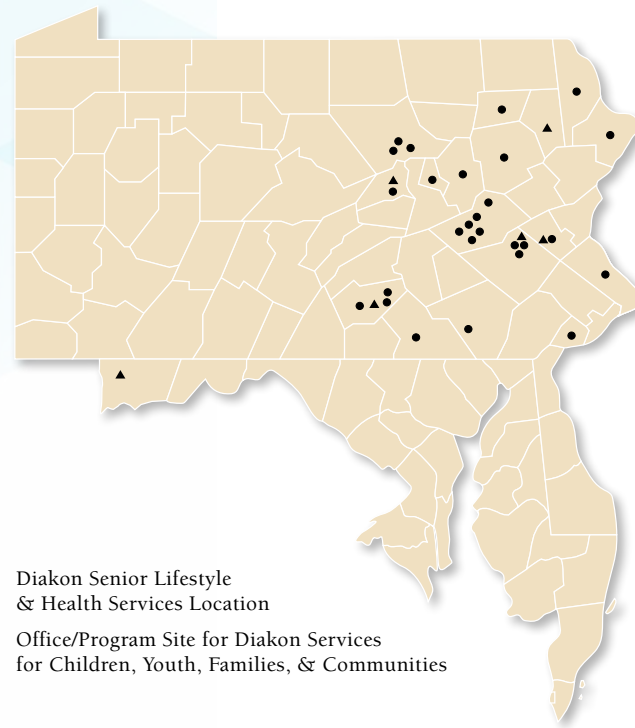 Diakon Senior Lifestyle
& Health Services Location
Office/Program Site for Diakon Services
for Children, Youth, Families, & Communities